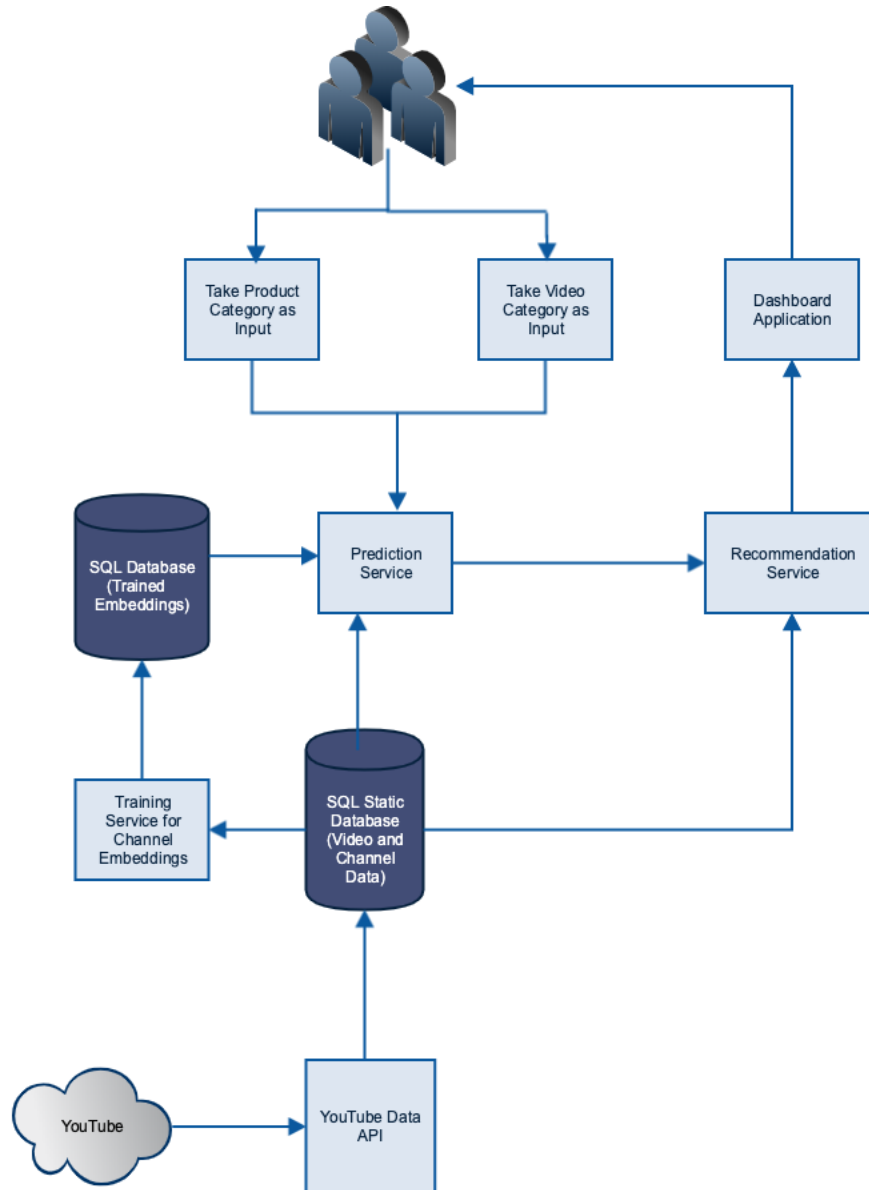 Take Product
Category as
Input
Take Video
Category as
Input
Dashboard
Application
SQL Database
(Trained
Embeddings)
Prediction
Service
Recommendation
Service
Training
Service for
Channel
Embeddings
SQL Static
Database
(Video and
Channel
Data)
YouTube
YouTube Data
API